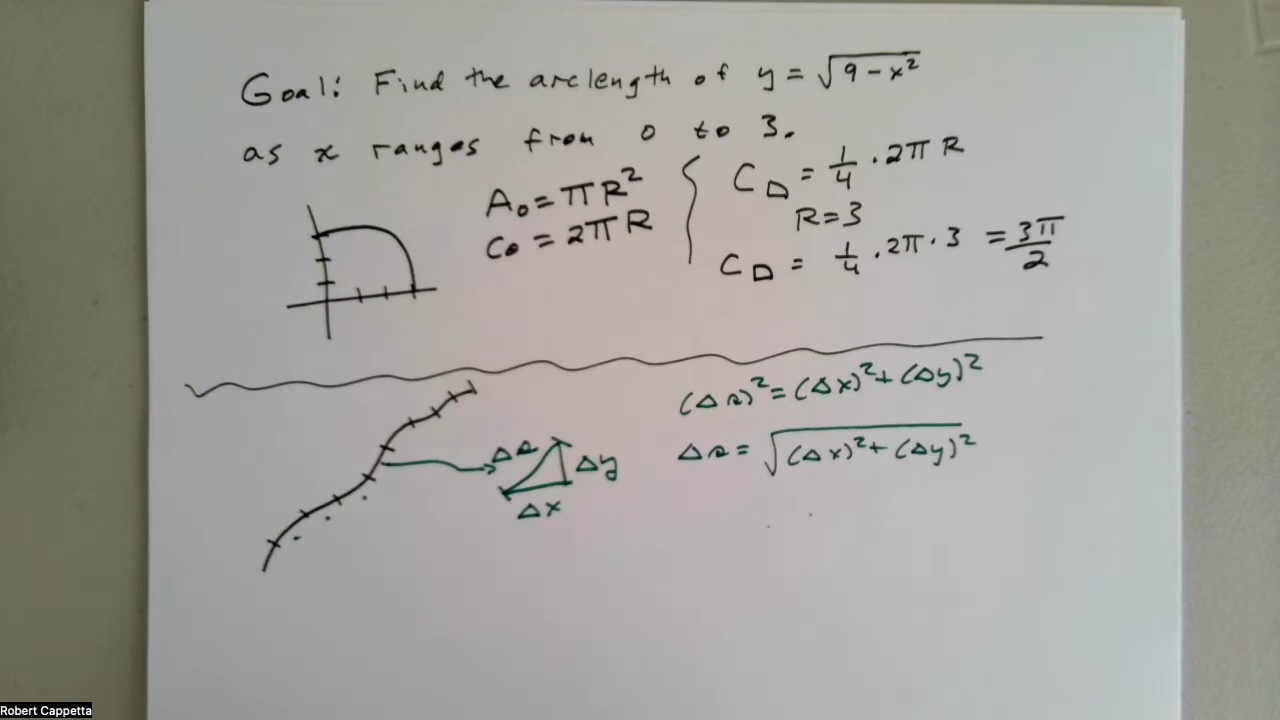 Goal: Find the arclength of y = √(9 - x²)
as x ranges from 0 to 3.
A₀ = πR²
C₀ = 2πR
C⌓ = 1/4 · 2πR
R = 3
C⌓ = 1/4 · 2π · 3 = 3π/2
(Δs)² = (Δx)² + (Δy)²
Δs = √((Δx)² + (Δy)²)
Δs
Δy
Δx
Robert Cappetta